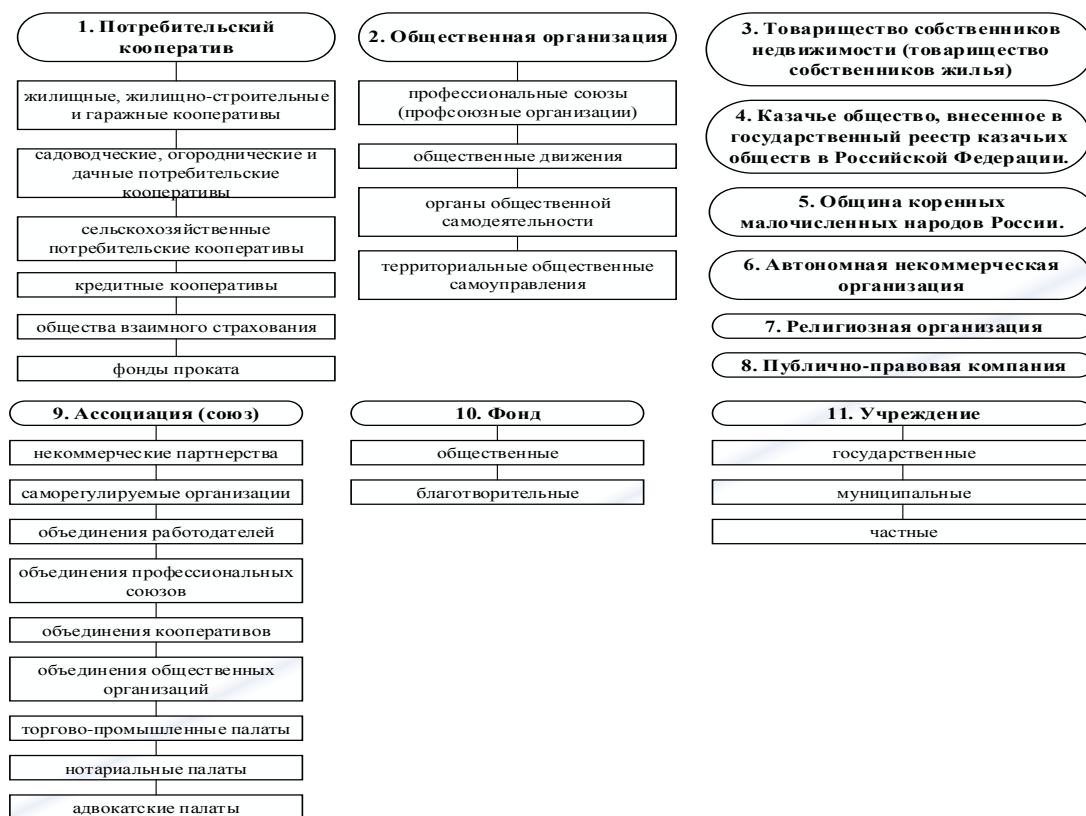 1. Потребительский
кооператив
жилищные, жилищно-строительные
и гаражные кооперативы
садоводческие, огороднические и
дачные потребительские
кооперативы
сельскохозяйственные
потребительские кооперативы
кредитные кооперативы
общества взаимного страхования
фонды проката
2. Общественная организация
профессиональные союзы
(профсоюзные организации)
общественные движения
органы общественной
самодеятельности
территориальные общественные
самоуправления
3. Товарищество собственников
недвижимости (товарищество
собственников жилья)
4. Казачье общество, внесенное в
государственный реестр казачьих
обществ в Российской Федерации.
5. Община коренных
малочисленных народов России.
6. Автономная некоммерческая
организация
7. Религиозная организация
8. Публично-правовая компания
9. Ассоциация (союз)
некоммерческие партнерства
саморегулируемые организации
объединения работодателей
объединения профессиональных
союзов
объединения кооперативов
объединения общественных
организаций
торгово-промышленные палаты
нотариальные палаты
адвокатские палаты
10. Фонд
общественные
благотворительные
11. Учреждение
государственные
муниципальные
частные